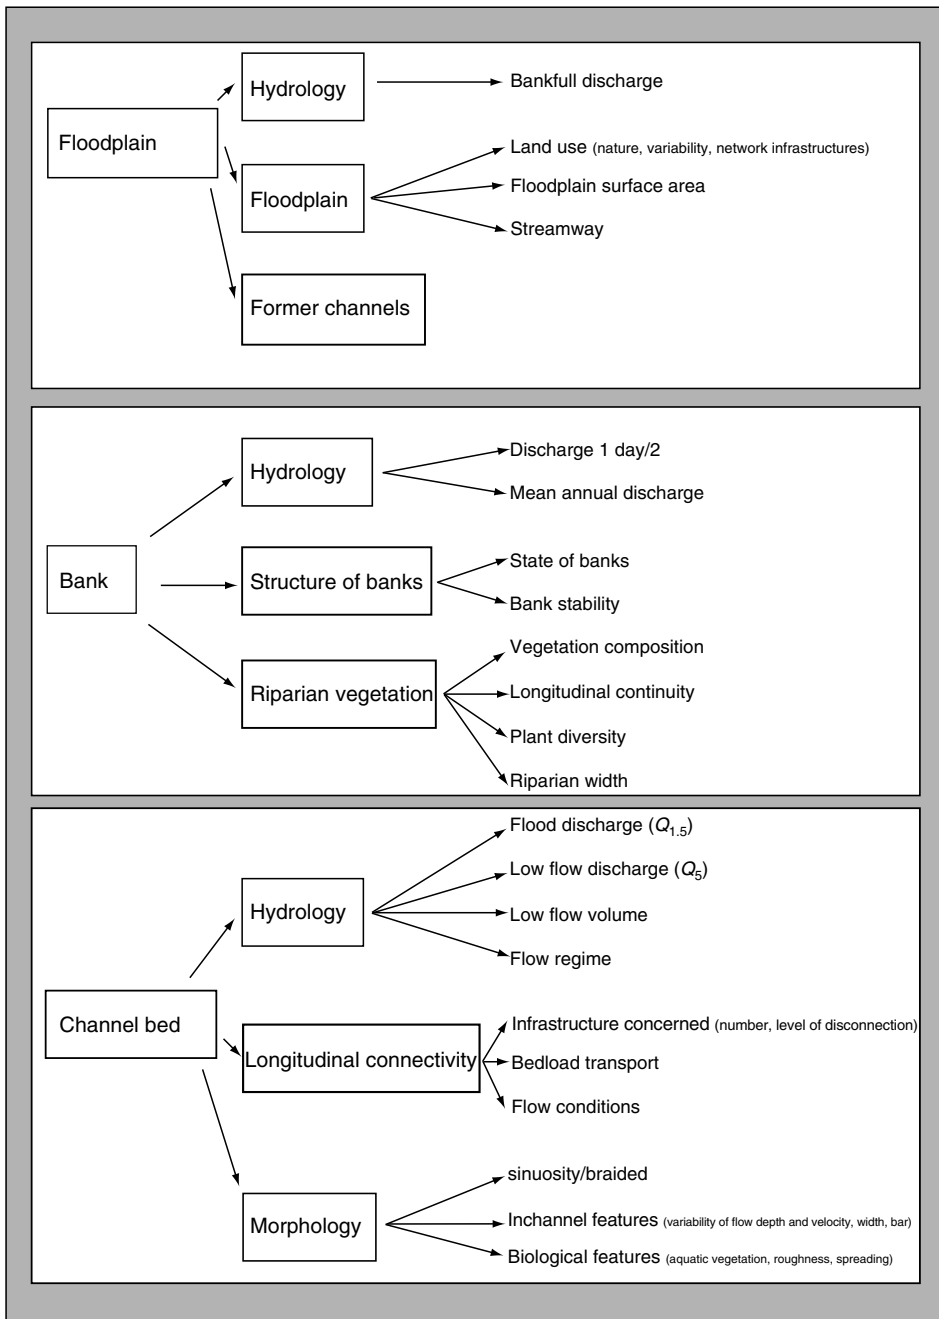 Floodplain
Hydrology
Bankfull discharge
Floodplain
Land use (nature, variability, network infrastructures)
Floodplain surface area
Streamway
Former channels
Bank
Hydrology
Discharge 1 day/2
Mean annual discharge
Structure of banks
State of banks
Bank stability
Riparian vegetation
Vegetation composition
Longitudinal continuity
Plant diversity
Riparian width
Channel bed
Hydrology
Flood discharge (Q1.5)
Low flow discharge (Q5)
Low flow volume
Flow regime
Longitudinal connectivity
Infrastructure concerned (number, level of disconnection)
Bedload transport
Flow conditions
Morphology
sinuosity/braided
Inchannel features (variability of flow depth and velocity, width, bar)
Biological features (aquatic vegetation, roughness, spreading)